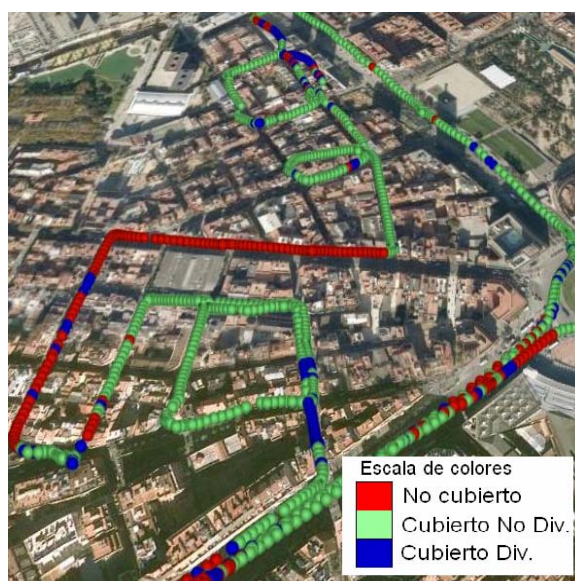 Escala de colores
No cubierto
Cubierto No Div.
Cubierto Div.